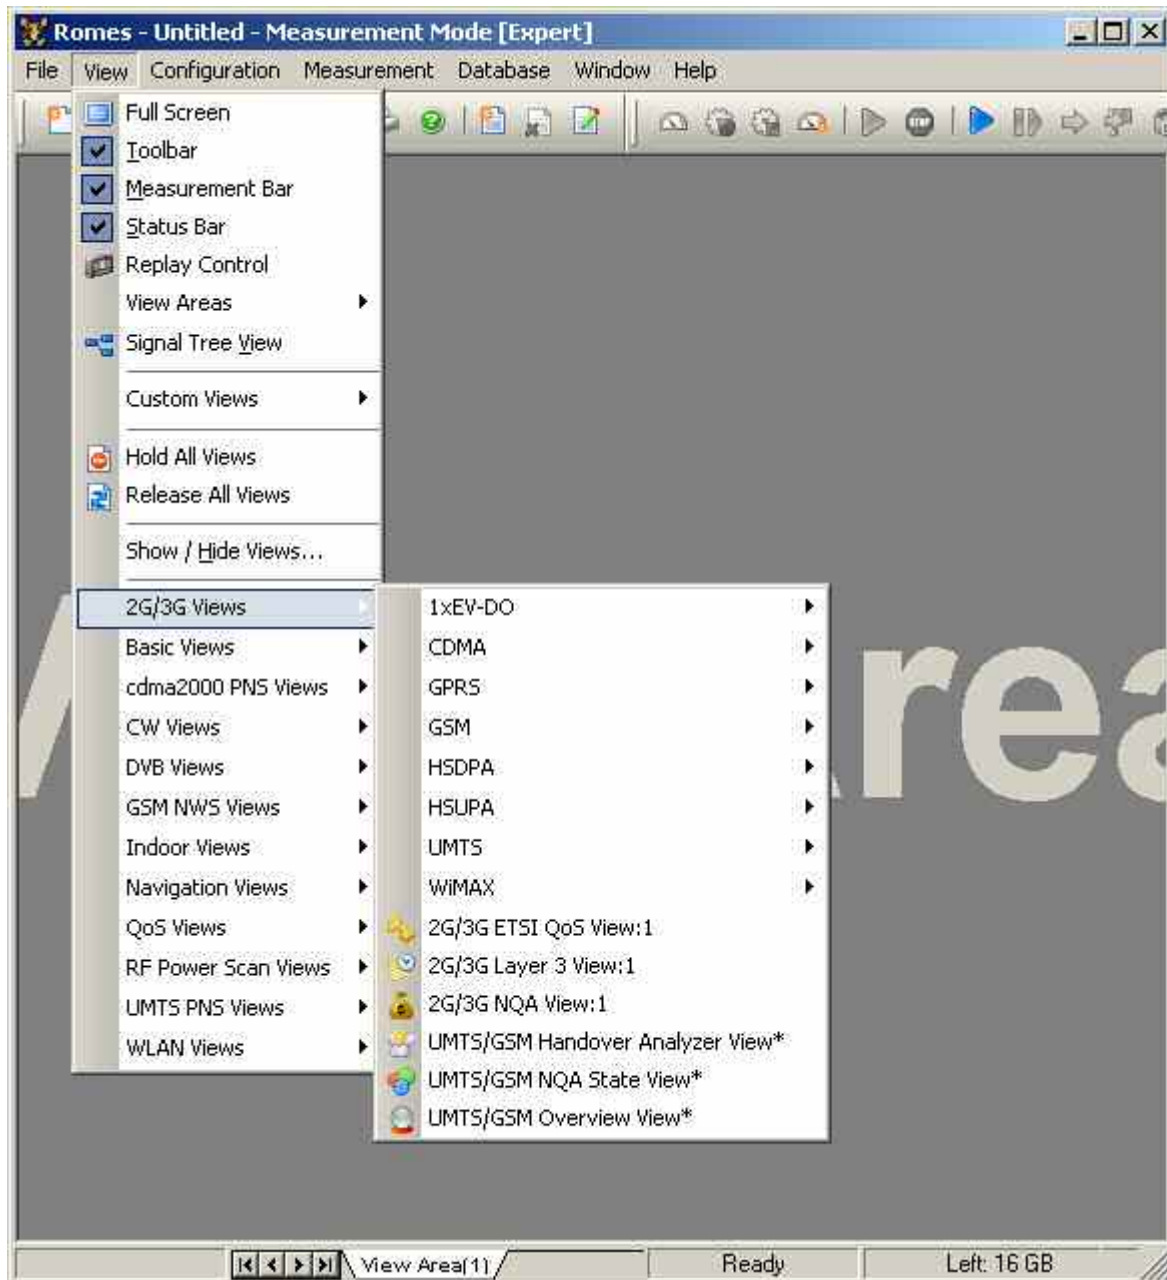 Romes - Untitled - Measurement Mode [Expert]
File View Configuration Measurement Database Window Help
Full Screen
Toolbar
Measurement Bar
Status Bar
Replay Control
View Areas
Signal Tree View
Custom Views
Hold All Views
Release All Views
Show / Hide Views...
2G/3G Views
Basic Views
cdma2000 PNS Views
CW Views
DVB Views
GSM NWS Views
Indoor Views
Navigation Views
QoS Views
RF Power Scan Views
UMTS PNS Views
WLAN Views
1xEV-DO
CDMA
GPRS
GSM
HSDPA
HSUPA
UMTS
WiMAX
2G/3G ETSI QoS View:1
2G/3G Layer 3 View:1
2G/3G NQA View:1
UMTS/GSM Handover Analyzer View*
UMTS/GSM NQA State View*
UMTS/GSM Overview View*
View Area(1)
Ready
Left: 16 GB